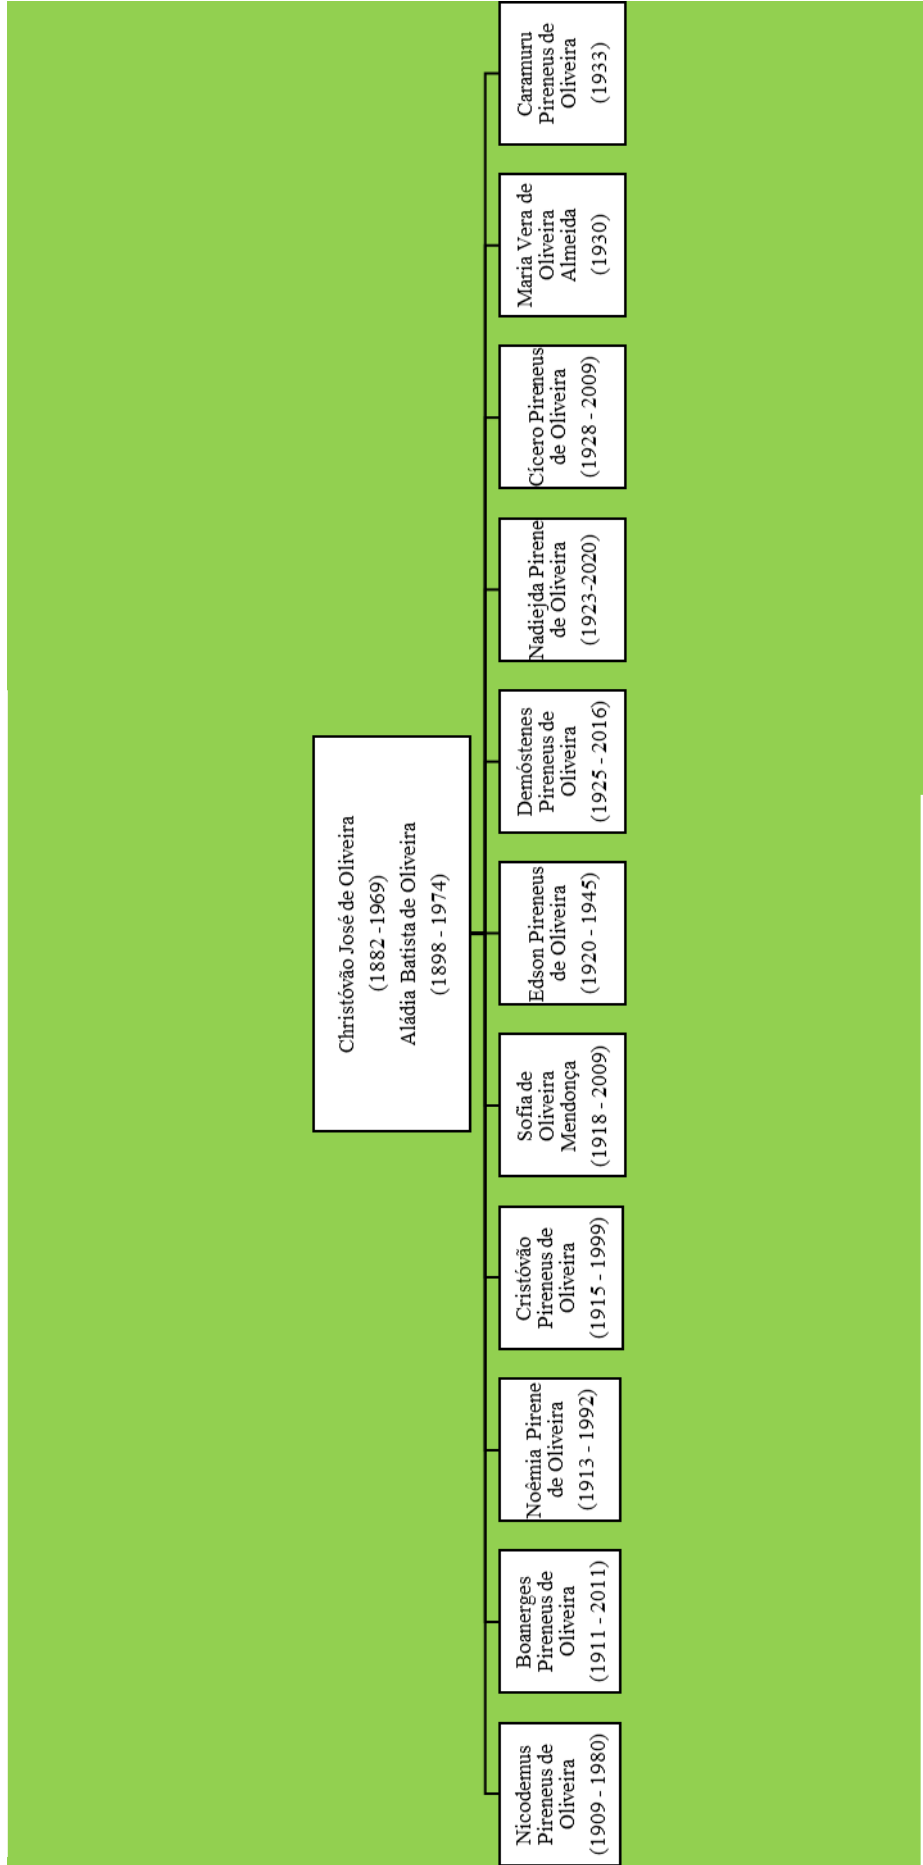 Christóvão José de Oliveira
(1882 -1969)
Aládia Batista de Oliveira
(1898 - 1974)
Nicodemus
Pireneus de
Oliveira
(1909 - 1980)
Boanerges
Pireneus de
Oliveira
(1911 - 2011)
Noêmia Pirene
de Oliveira
(1913 - 1992)
Cristóvão
Pireneus de
Oliveira
(1915 - 1999)
Sofia de
Oliveira
Mendonça
(1918 - 2009)
Edson Pireneus
de Oliveira
(1920 - 1945)
Demóstenes
Pireneus de
Oliveira
(1925 - 2016)
Nadiejda Pirene
de Oliveira
(1923-2020)
Cícero Pireneus
de Oliveira
(1928 - 2009)
Maria Vera de
Oliveira
Almeida
(1930)
Caramuru
Pireneus de
Oliveira
(1933)